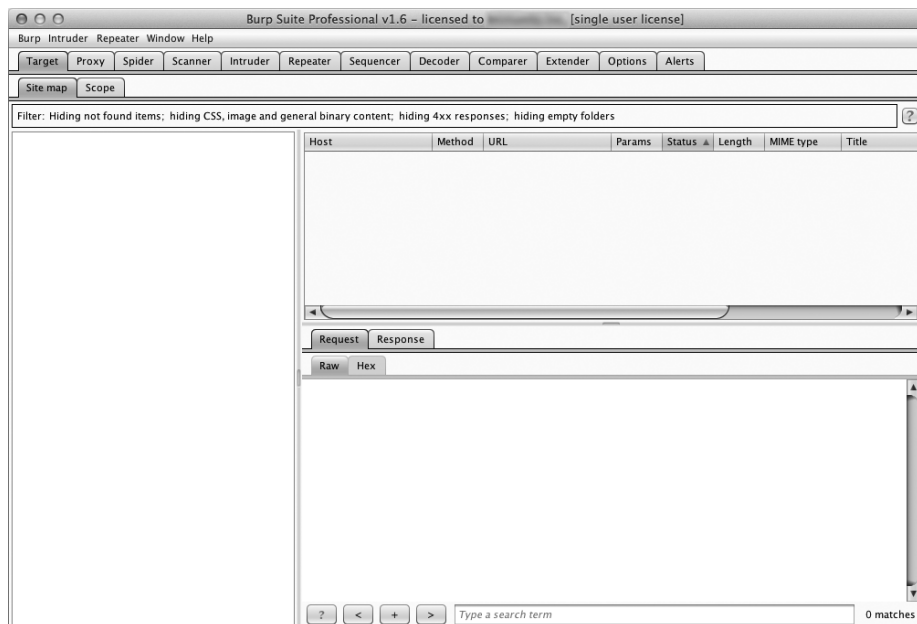 Burp Suite Professional v1.6 – licensed to [single user license]
Burp Intruder Repeater Window Help
Target Proxy Spider Scanner Intruder Repeater Sequencer Decoder Comparer Extender Options Alerts
Site map Scope
Filter: Hiding not found items; hiding CSS, image and general binary content; hiding 4xx responses; hiding empty folders ?
Host Method URL Params Status Length MIME type Title
Request Response
Raw Hex
? < + > Type a search term 0 matches